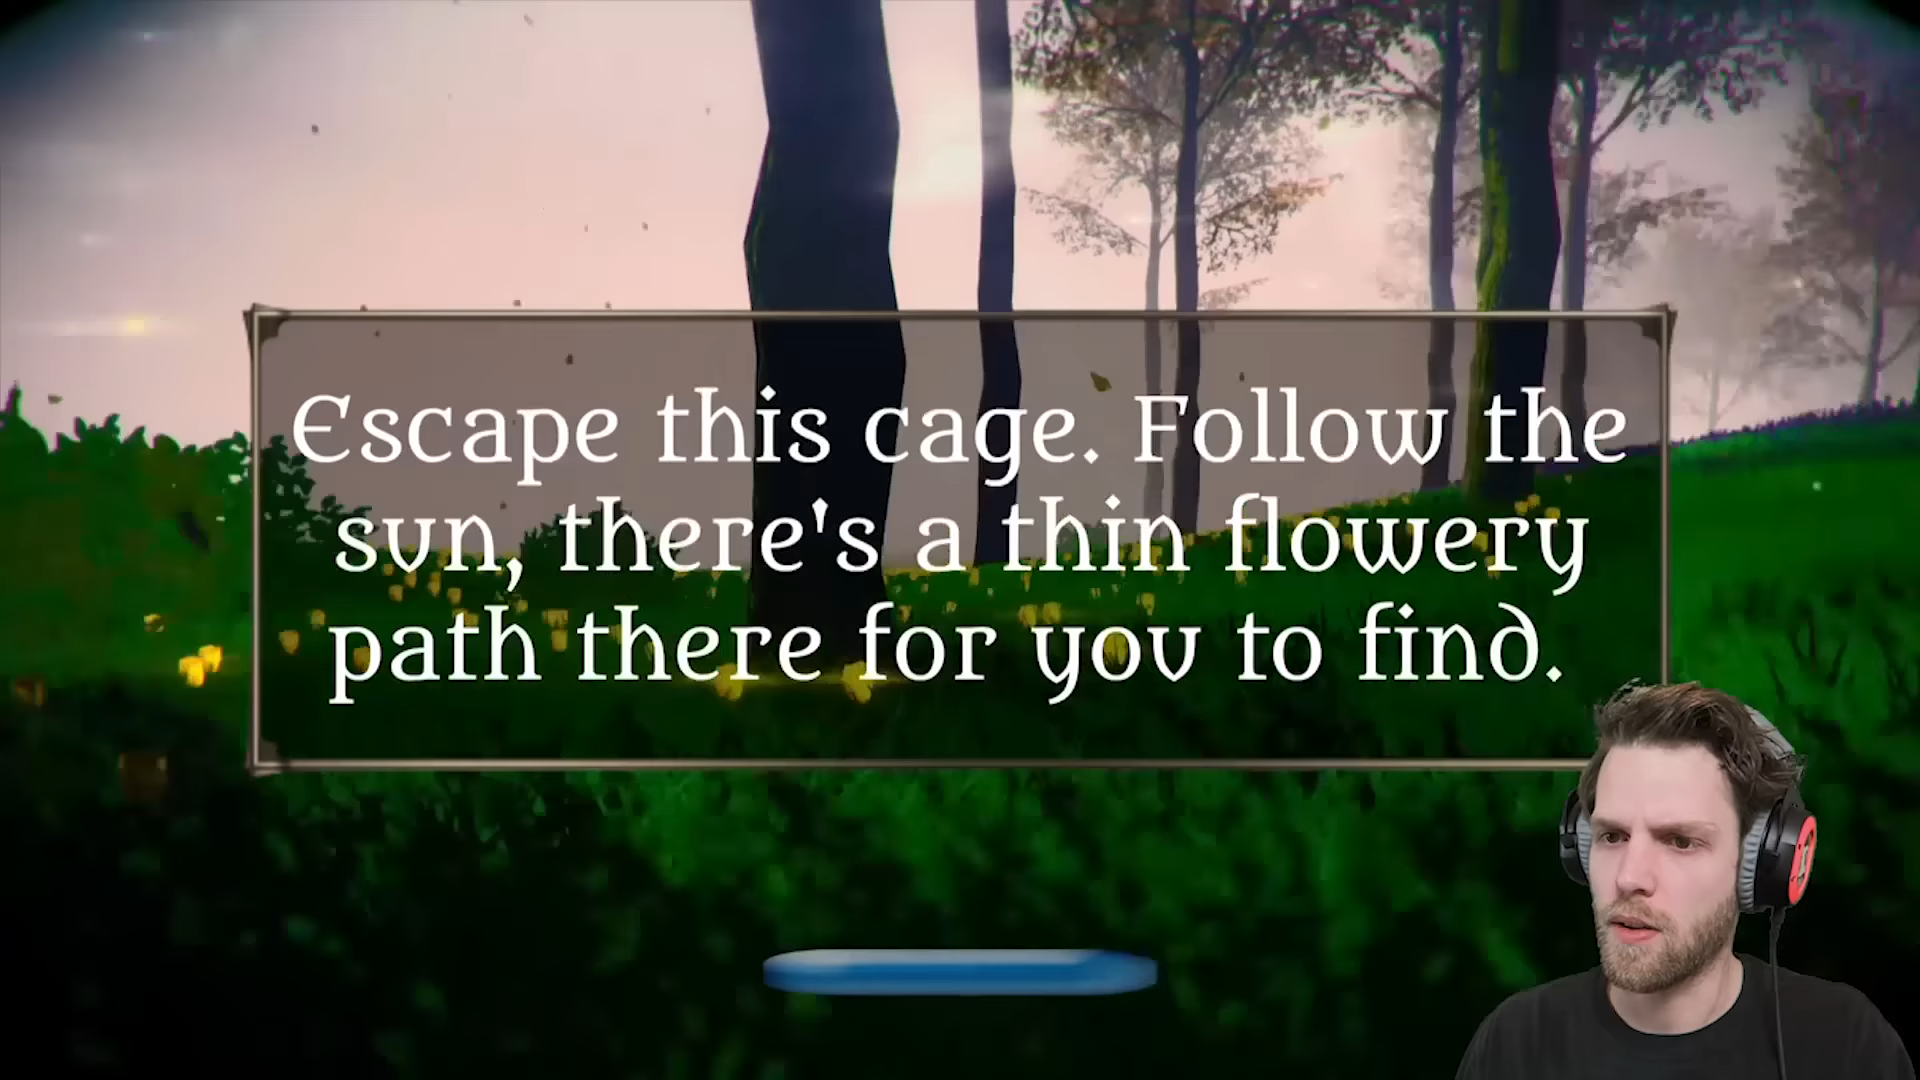 Escape this cage. Follow the
sun, there's a thin flowery
path there for you to find.